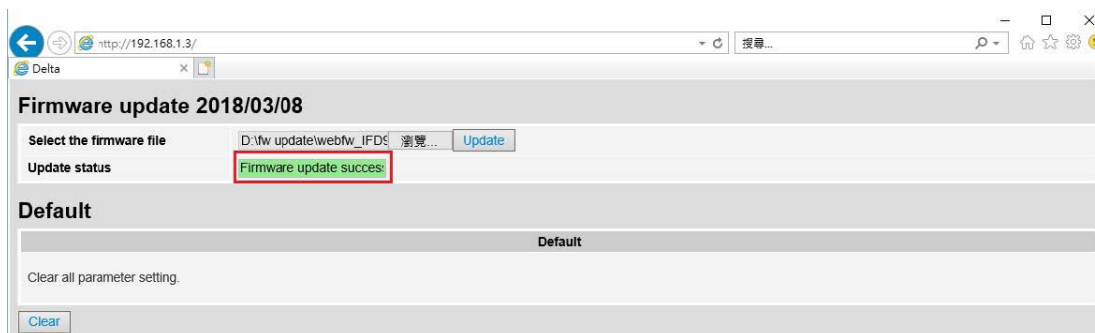 http://192.168.1.3/
搜尋...
Delta
Firmware update 2018/03/08
Select the firmware file D:\fw update\webfw_IFD9 瀏覽... Update
Update status Firmware update success
Default
Default
Clear all parameter setting.
Clear